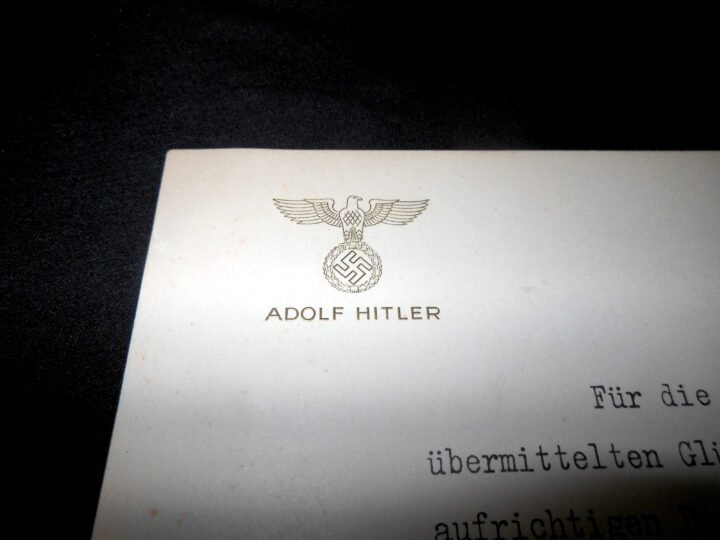 ADOLF HITLER
Für die
übermittelten
aufrichtigen